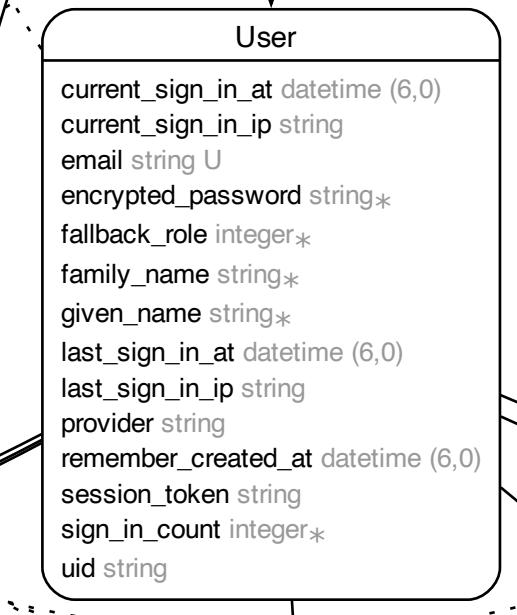 User
current_sign_in_at datetime (6,0)
current_sign_in_ip string
email string U
encrypted_password string∗
fallback_role integer∗
family_name string∗
given_name string∗
last_sign_in_at datetime (6,0)
last_sign_in_ip string
provider string
remember_created_at datetime (6,0)
session_token string
sign_in_count integer∗
uid string